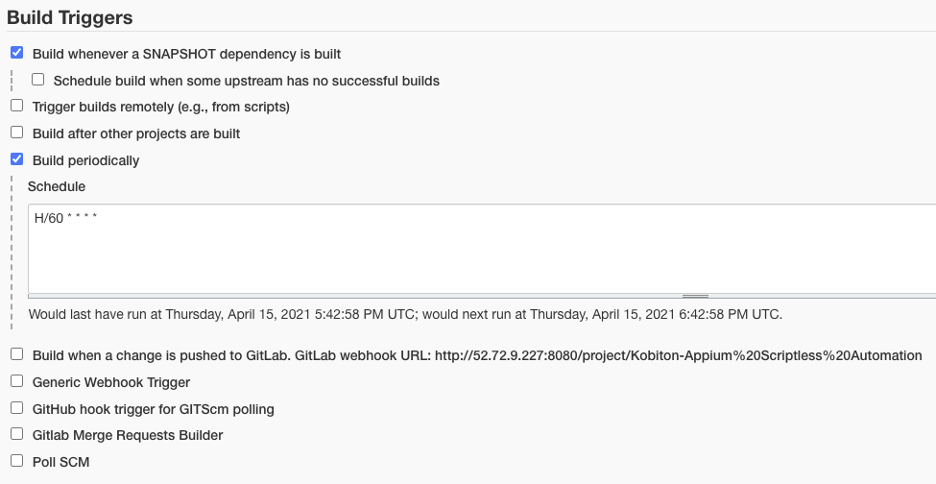 Build Triggers
Build whenever a SNAPSHOT dependency is built
Schedule build when some upstream has no successful builds
Trigger builds remotely (e.g., from scripts)
Build after other projects are built
Build periodically
Schedule
H/60 * * * *
Would last have run at Thursday, April 15, 2021 5:42:58 PM UTC; would next run at Thursday, April 15, 2021 6:42:58 PM UTC.
Build when a change is pushed to GitLab. GitLab webhook URL: http://52.72.9.227:8080/project/Kobiton-Appium%20Scriptless%20Automation
Generic Webhook Trigger
GitHub hook trigger for GITScm polling
Gitlab Merge Requests Builder
Poll SCM